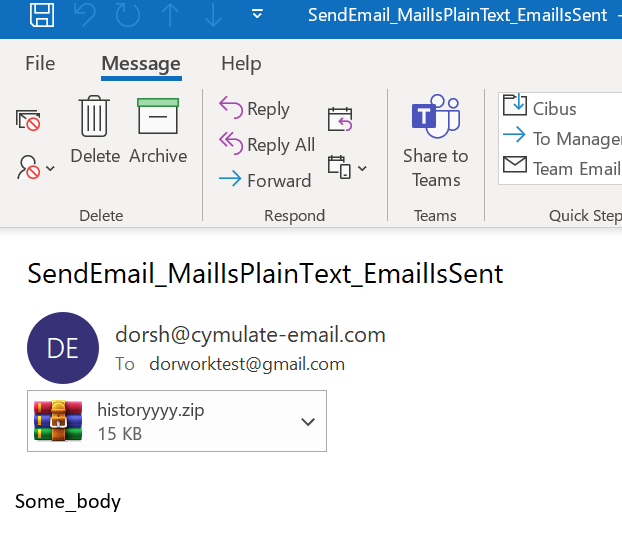 SendEmail_MailIsPlainText_EmailIsSent -
File Message Help
Delete Archive
Delete
Reply
Reply All
Forward
Respond
T
Share to
Teams
Teams
Cibus
To Manage
Team Email
Quick Step
SendEmail_MailIsPlainText_EmailIsSent
DE
dorsh@cymulate-email.com
To dorworktest@gmail.com
historyyyy.zip
15 KB
Some_body